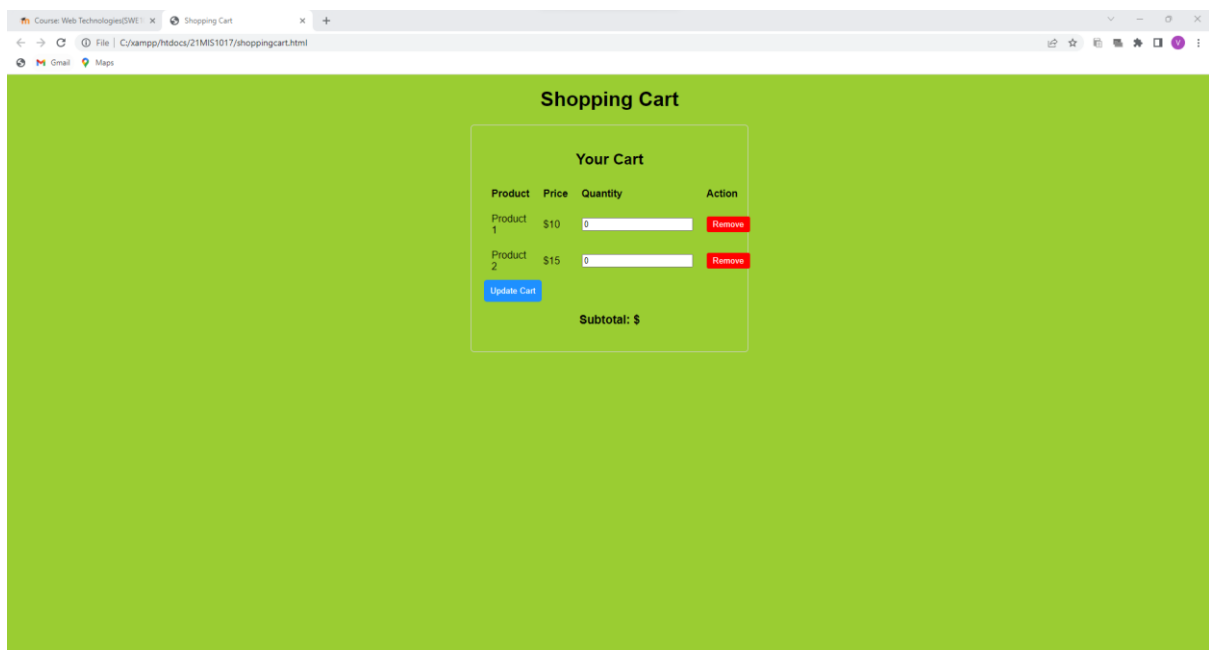 Course: Web Technologies(SWE1 Shopping Cart
File | C:/xampp/htdocs/21MIS1017/shoppingcart.html V
Gmail Maps
Shopping Cart
Your Cart
Product Price Quantity Action
Product
1 $10 0 Remove
Product
2 $15 0 Remove
Update Cart
Subtotal: $